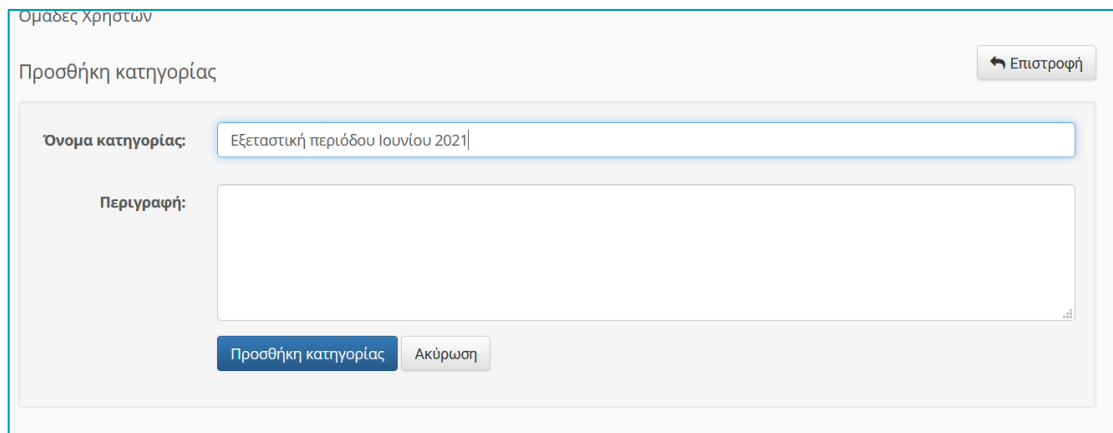 Ομάδες Χρηστών
Προσθήκη κατηγορίας
Επιστροφή
Όνομα κατηγορίας: Εξεταστική περιόδου Ιουνίου 2021
Περιγραφή:
Προσθήκη κατηγορίας Ακύρωση